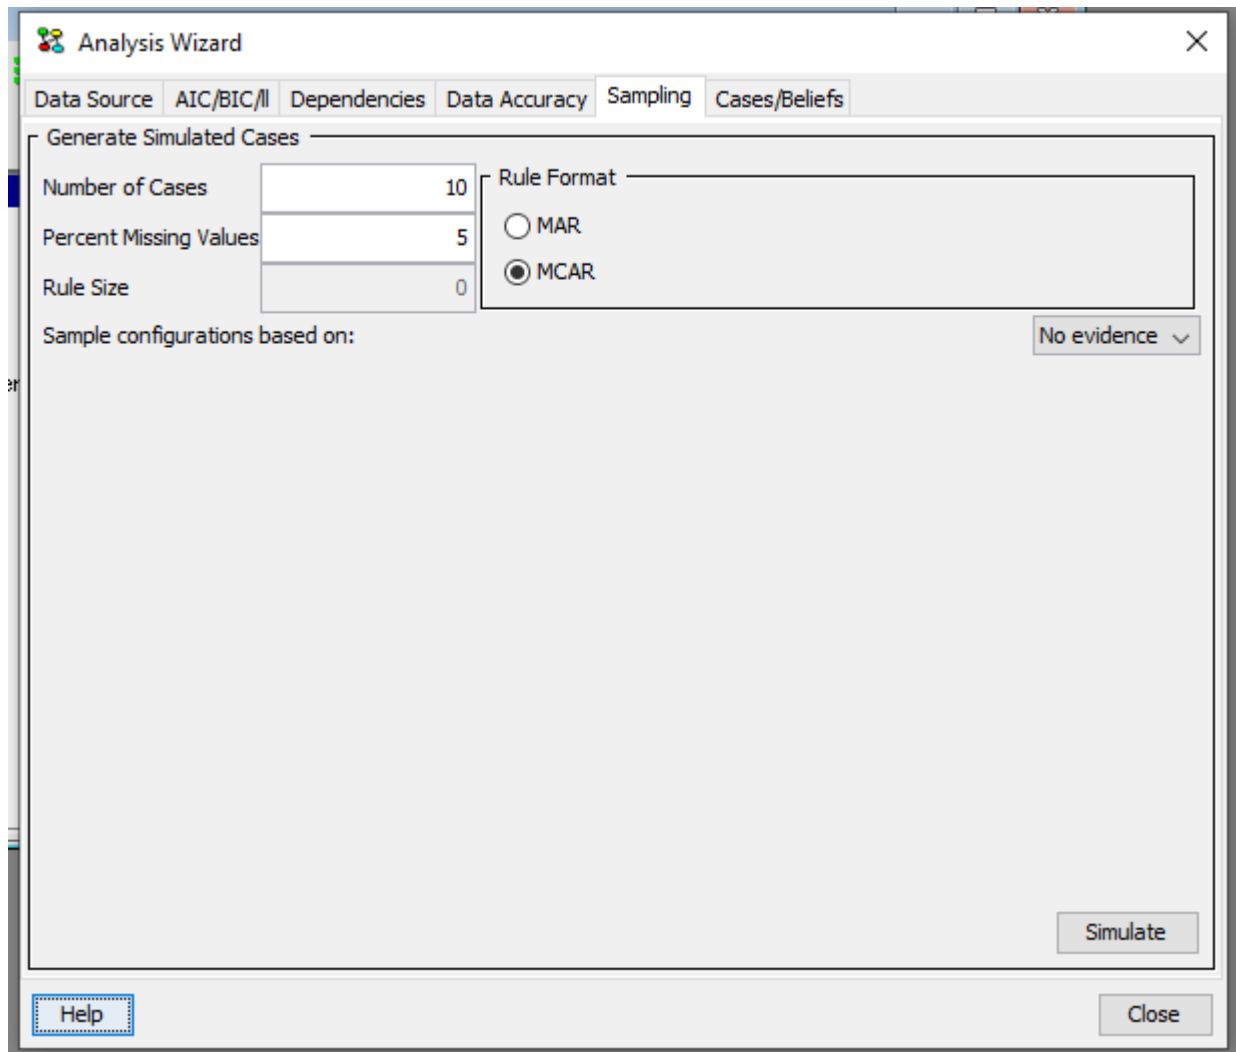 Analysis Wizard
Data Source AIC/BIC/ll Dependencies Data Accuracy Sampling Cases/Beliefs
Generate Simulated Cases
Number of Cases 10
Percent Missing Values 5
Rule Size 0
Rule Format
MAR
MCAR
Sample configurations based on: No evidence
Simulate
Help Close